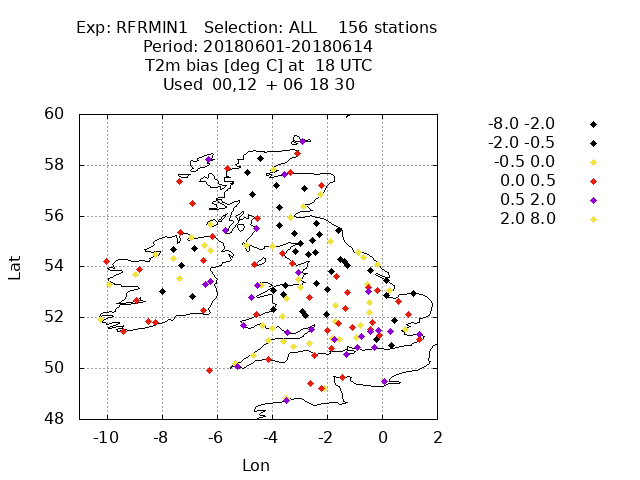 Exp: RFRMIN1   Selection: ALL    156 stations
Period: 20180601-20180614
T2m bias [deg C] at  18 UTC
Used  00,12  + 06 18 30
60
58
56
54
52
50
48
-10 -8 -6 -4 -2 0 2
Lat
Lon
-8.0 -2.0
-2.0 -0.5
-0.5 0.0
0.0 0.5
0.5 2.0
2.0 8.0